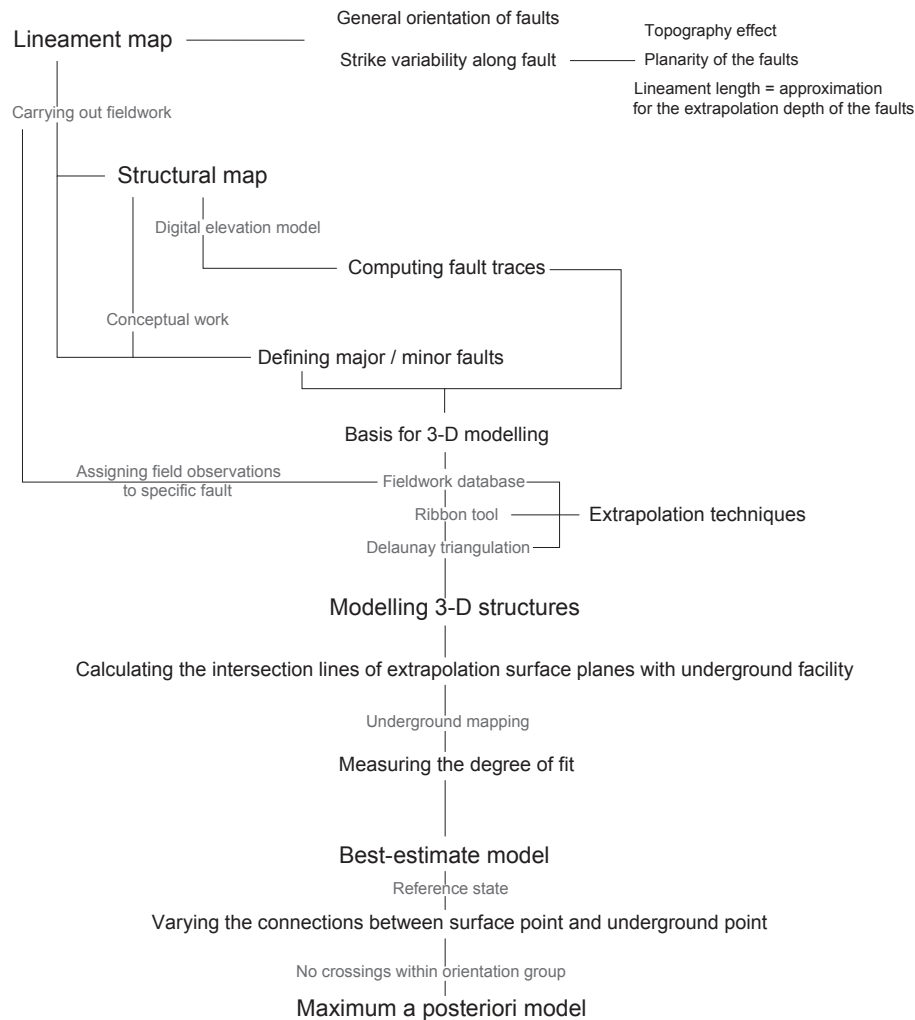 General orientation of faults
Lineament map
Topography effect
Strike variability along fault
Planarity of the faults
Lineament length = approximation
for the extrapolation depth of the faults
Carrying out fieldwork
Structural map
Digital elevation model
Computing fault traces
Conceptual work
Defining major / minor faults
Basis for 3-D modelling
Assigning field observations
to specific fault
Fieldwork database
Ribbon tool
Extrapolation techniques
Delaunay triangulation
Modelling 3-D structures
Calculating the intersection lines of extrapolation surface planes with underground facility
Underground mapping
Measuring the degree of fit
Best-estimate model
Reference state
Varying the connections between surface point and underground point
No crossings within orientation group
Maximum a posteriori model